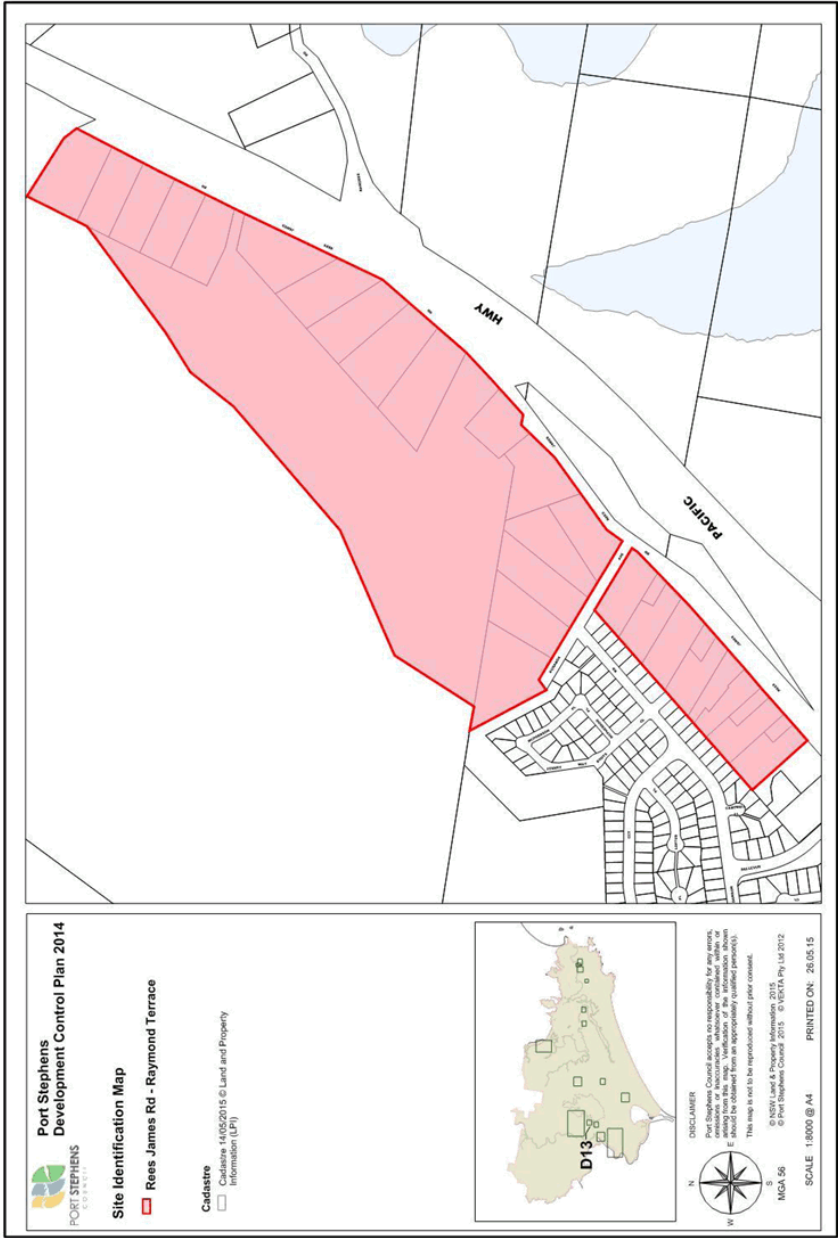 HWY
PACIFIC
PORT STEPHENS
COUNCIL
Port Stephens
Development Control Plan 2014
Site Identification Map
Rees James Rd - Raymond Terrace
Cadastre
Cadastre 14/05/2015 © Land and Property
Information (LPI)
D13
N
W
E
S
MGA 56
DISCLAIMER
Port Stephens Council accepts no responsibility for any errors,
omissions or inaccuracies whatsoever contained within or
arising from this map. Verification of the information shown
should be obtained from an appropriately qualified person(s).
This map is not to be reproduced without prior consent.
© NSW Land & Property Information 2015
© Port Stephens Council 2015 © VEKTA Pty Ltd 2012
SCALE 1:8000 @ A4
PRINTED ON: 26.05.15